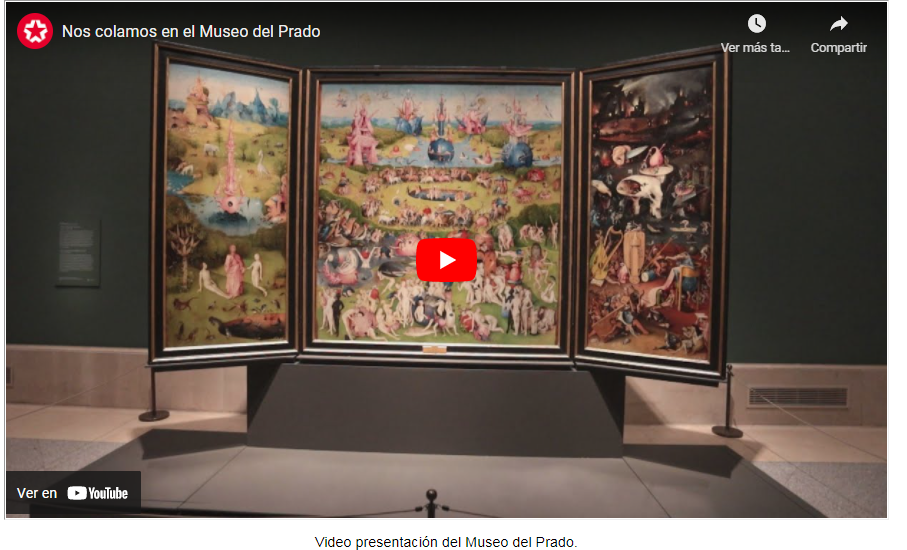 Nos colamos en el Museo del Prado
Ver más ta...
Compartir
Ver en YouTube
Video presentación del Museo del Prado.